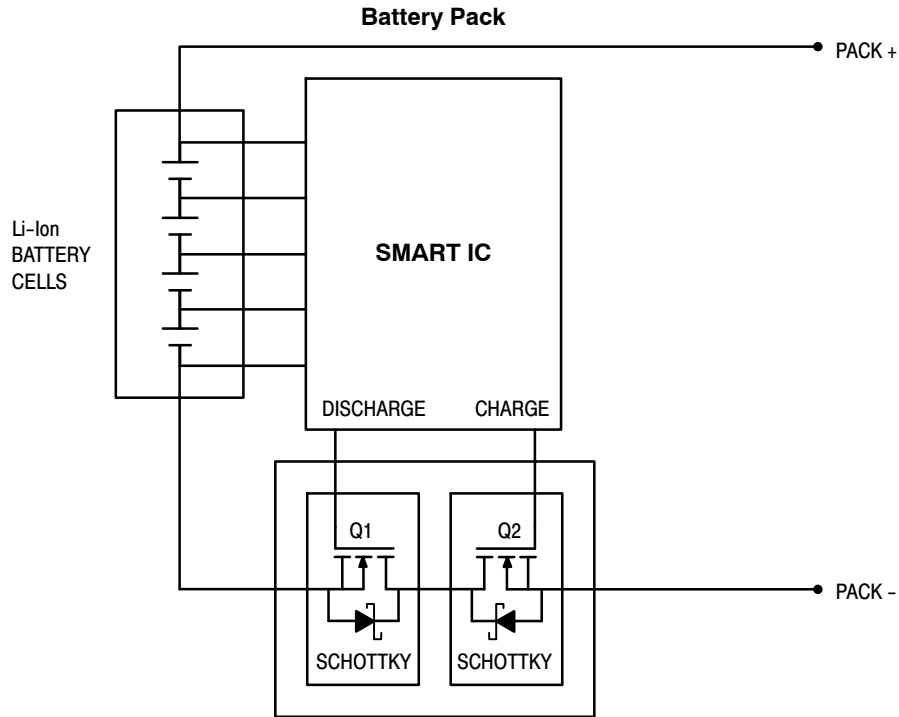 Battery Pack
PACK +
Li–Ion
BATTERY
CELLS
SMART IC
DISCHARGE
CHARGE
Q1
Q2
SCHOTTKY
SCHOTTKY
PACK –